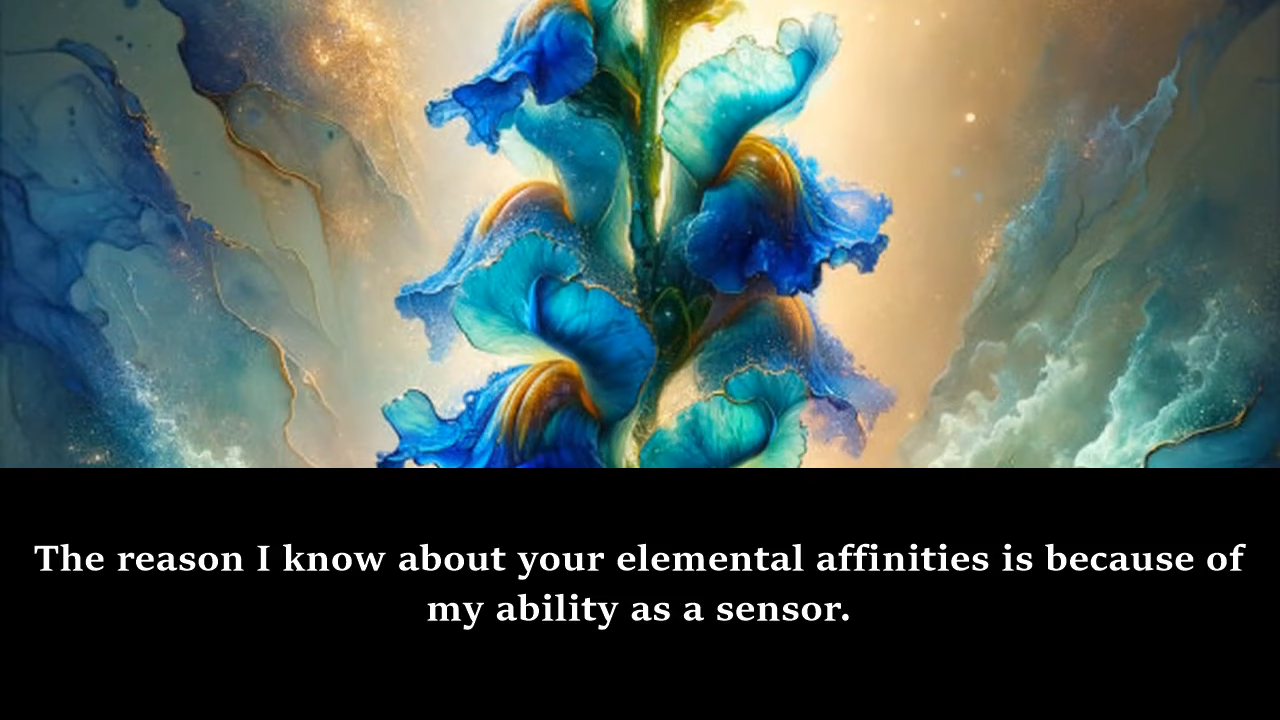 The reason I know about your elemental affinities is because of
my ability as a sensor.